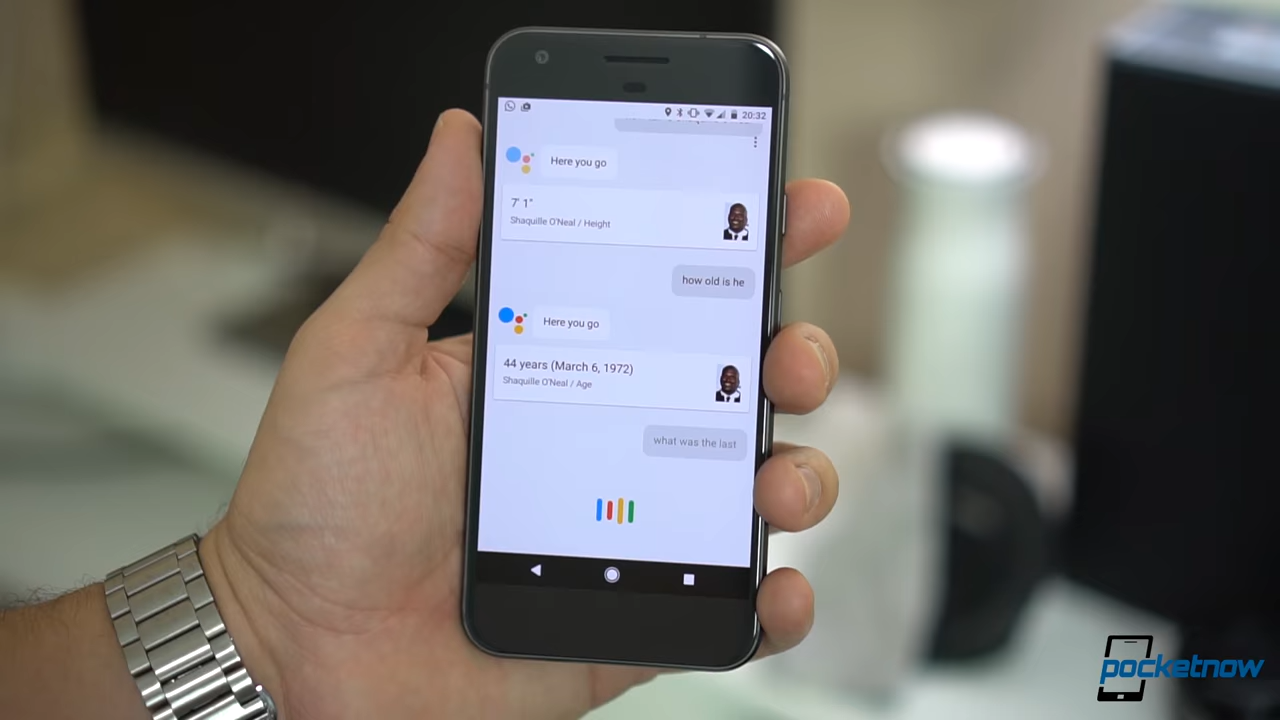 20:32
Here you go
7' 1"
Shaquille O'Neal / Height
how old is he
Here you go
44 years (March 6, 1972)
Shaquille O'Neal / Age
what was the last
pocketnow